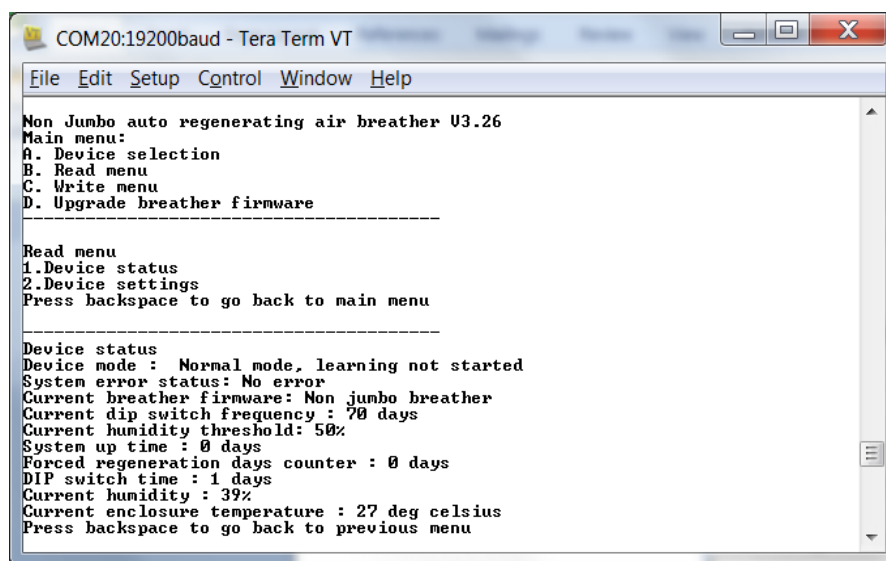 COM20:19200baud - Tera Term VT
File Edit Setup Control Window Help
Non Jumbo auto regenerating air breather V3.26
Main menu:
A. Device selection
B. Read menu
C. Write menu
D. Upgrade breather firmware
----------------------------------------
Read menu
1.Device status
2.Device settings
Press backspace to go back to main menu
----------------------------------------
Device status
Device mode :  Normal mode, learning not started
System error status: No error
Current breather firmware: Non jumbo breather
Current dip switch frequency : 70 days
Current humidity threshold: 50%
System up time : 0 days
Forced regeneration days counter : 0 days
DIP switch time : 1 days
Current humidity : 39%
Current enclosure temperature : 27 deg celsius
Press backspace to go back to previous menu